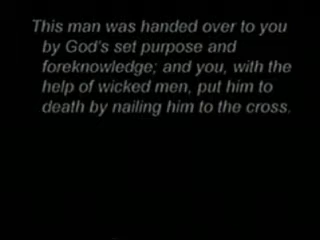 This man was handed over to you
by God's set purpose and
foreknowledge; and you, with the
help of wicked men, put him to
death by nailing him to the cross.